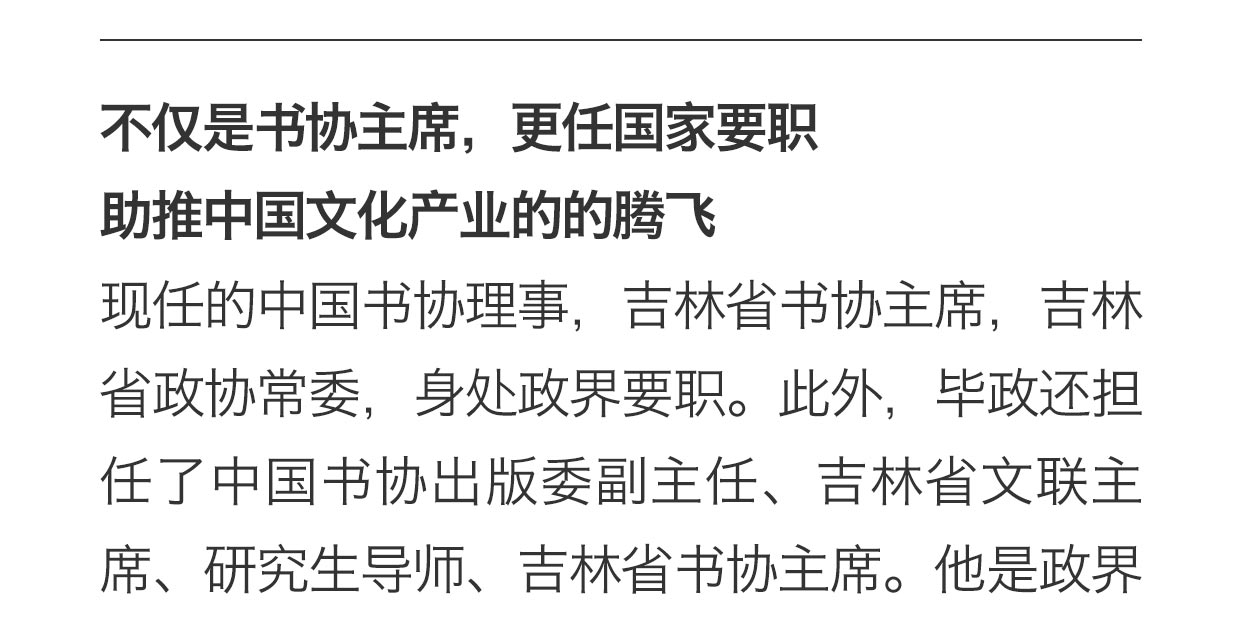 不仅是书协主席，更任国家要职
助推中国文化产业的的腾飞
现任的中国书协理事，吉林省书协主席，吉林
省政协常委，身处政界要职。此外，毕政还担
任了中国书协出版委副主任、吉林省文联主
席、研究生导师、吉林省书协主席。他是政界